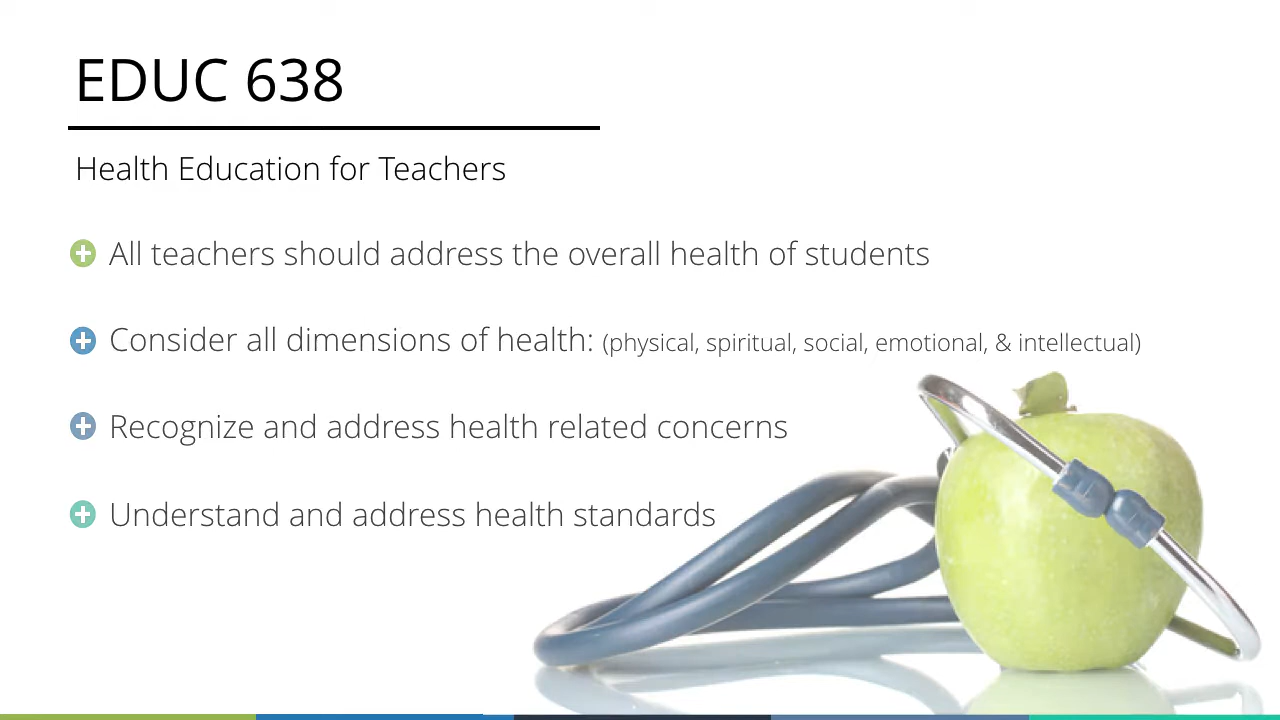 EDUC 638
Health Education for Teachers
All teachers should address the overall health of students
Consider all dimensions of health: (physical, spiritual, social, emotional, & intellectual)
Recognize and address health related concerns
Understand and address health standards